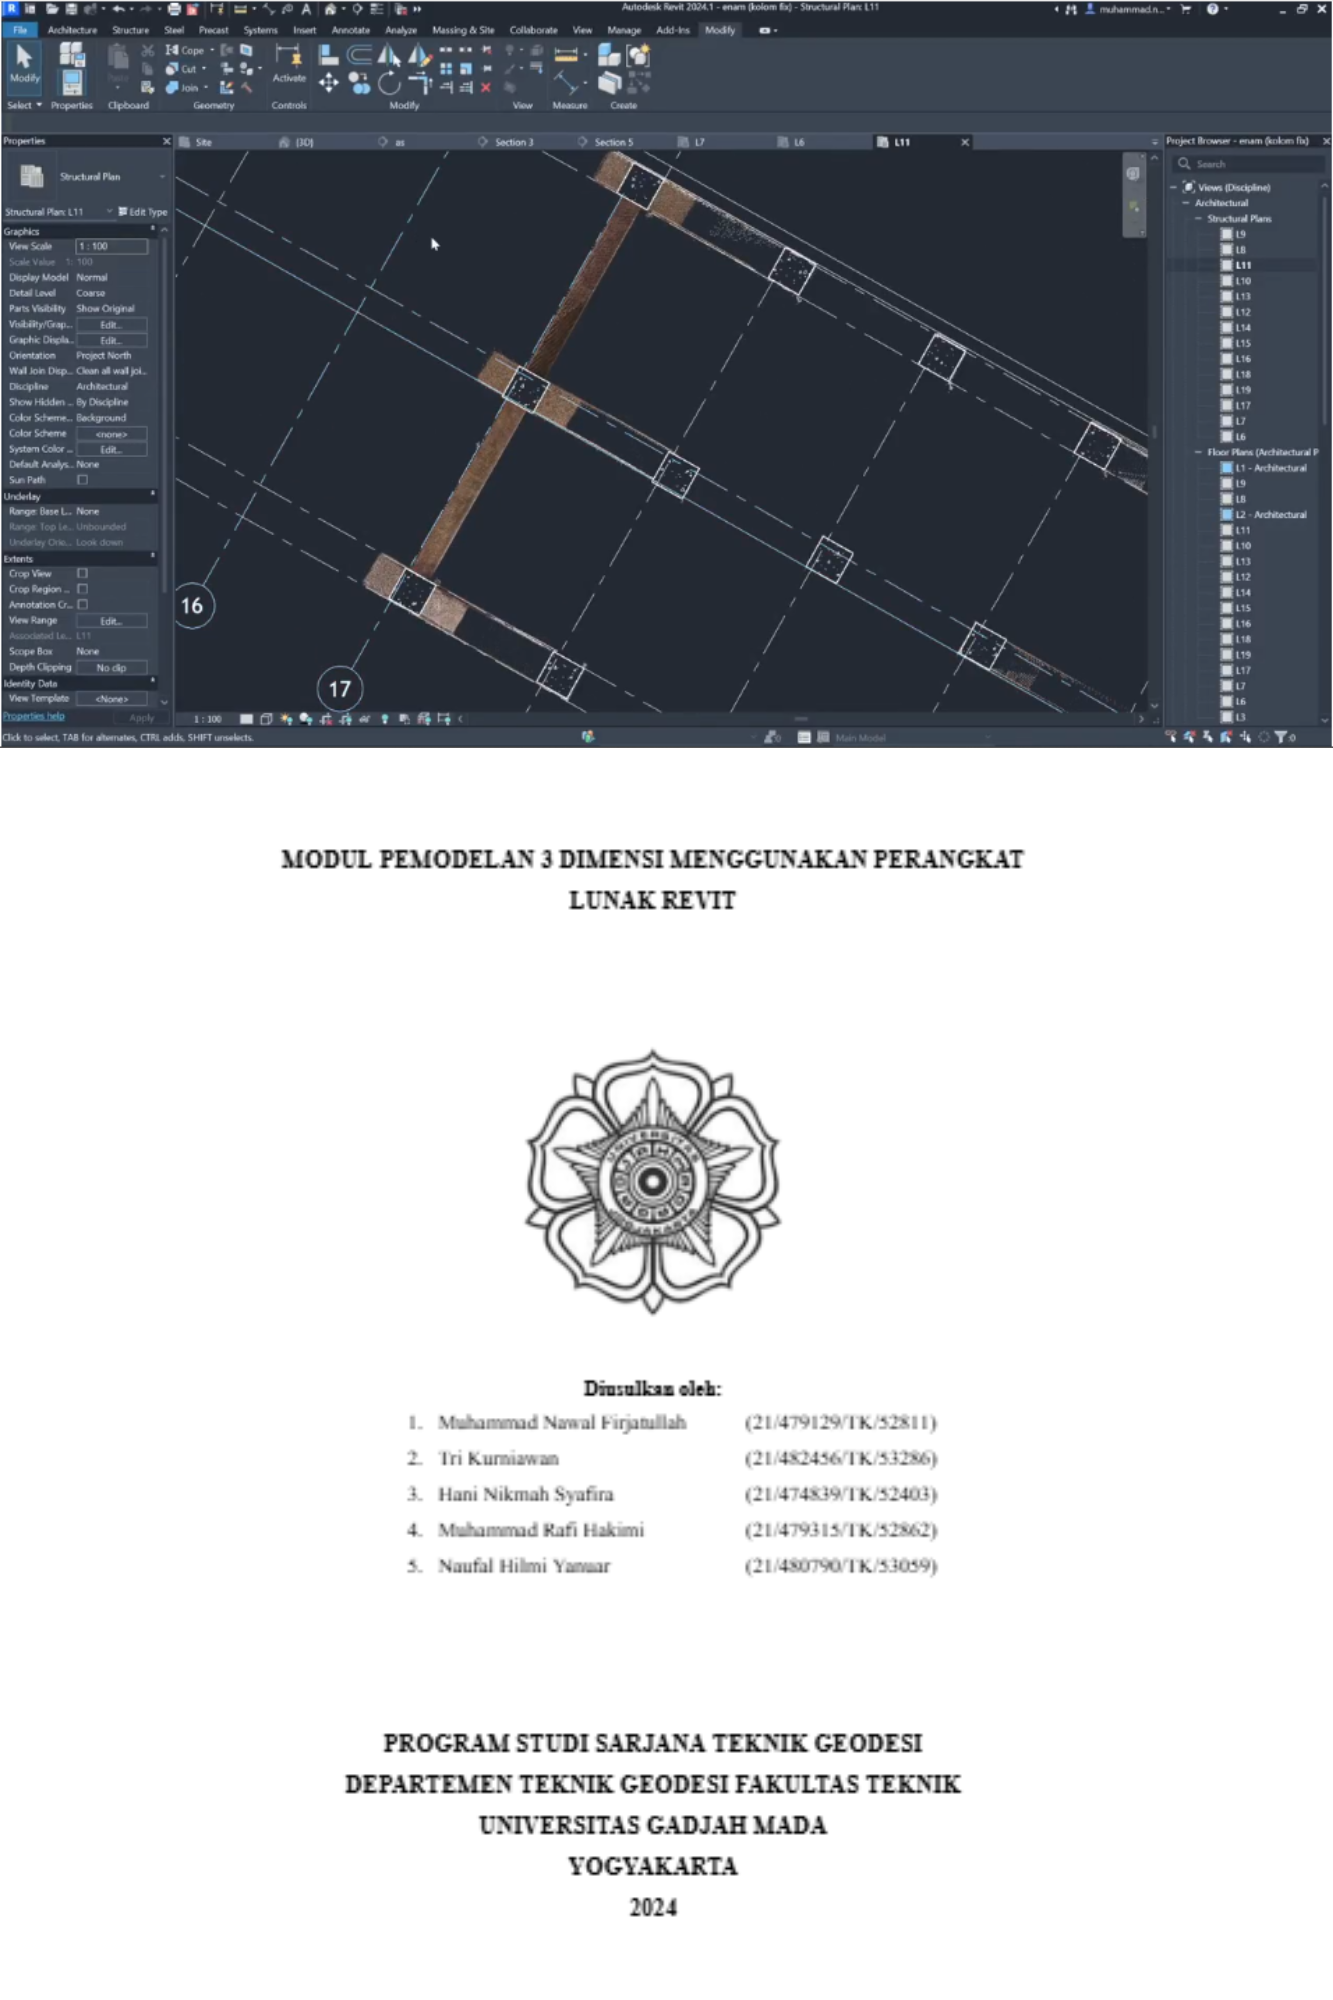 Autodesk Revit 2024.1 - enam (kolom fix) - Structural Plan: L11
muhammad.n...
File Architecture Structure Steel Precast Systems Insert Annotate Analyze Massing & Site Collaborate View Manage Add-Ins Modify
Modify
Cope
Cut
Join
Activate
Select Properties Clipboard Geometry Controls Modify View Measure Create
Properties
Site {3D} as Section 3 Section 5 L7 L6 L11
Project Browser - enam (kolom fix)
Structural Plan
Search
Structural Plan: L11 Edit Type
Graphics
View Scale 1 : 100
Scale Value 1: 100
Display Model Normal
Detail Level Coarse
Parts Visibility Show Original
Visibility/Grap... Edit...
Graphic Displa... Edit...
Orientation Project North
Wall Join Disp... Clean all wall joi...
Discipline Architectural
Show Hidden ... By Discipline
Color Scheme... Background
Color Scheme <none>
System Color ... Edit...
Default Analys... None
Sun Path
Underlay
Range: Base L... None
Range: Top Le... Unbounded
Underlay Orie... Look down
Extents
Crop View
Crop Region ...
Annotation Cr...
View Range Edit...
Associated Le... L11
Scope Box None
Depth Clipping No clip
Identity Data
View Template <None>
Properties help Apply
16
17
1 : 100
Views (Discipline)
Architectural
Structural Plans
L9
L8
L11
L10
L13
L12
L14
L15
L16
L18
L19
L17
L7
L6
Floor Plans (Architectural P
L1 - Architectural
L9
L8
L2 - Architectural
L11
L10
L13
L12
L14
L15
L16
L18
L19
L17
L7
L6
L3
Click to select, TAB for alternates, CTRL adds, SHIFT unselects.
Main Model
:0
MODUL PEMODELAN 3 DIMENSI MENGGUNAKAN PERANGKAT
LUNAK REVIT
UNIVERSITAS
Diusulkan oleh:
1. Muhammad Nawal Firjatullah (21/479129/TK/52811)
2. Tri Kurniawan (21/482456/TK/53286)
3. Hani Nikmah Syafira (21/474839/TK/52403)
4. Muhammad Rafi Hakimi (21/479315/TK/52862)
5. Naufal Hilmi Yanuar (21/480790/TK/53059)
PROGRAM STUDI SARJANA TEKNIK GEODESI
DEPARTEMEN TEKNIK GEODESI FAKULTAS TEKNIK
UNIVERSITAS GADJAH MADA
YOGYAKARTA
2024